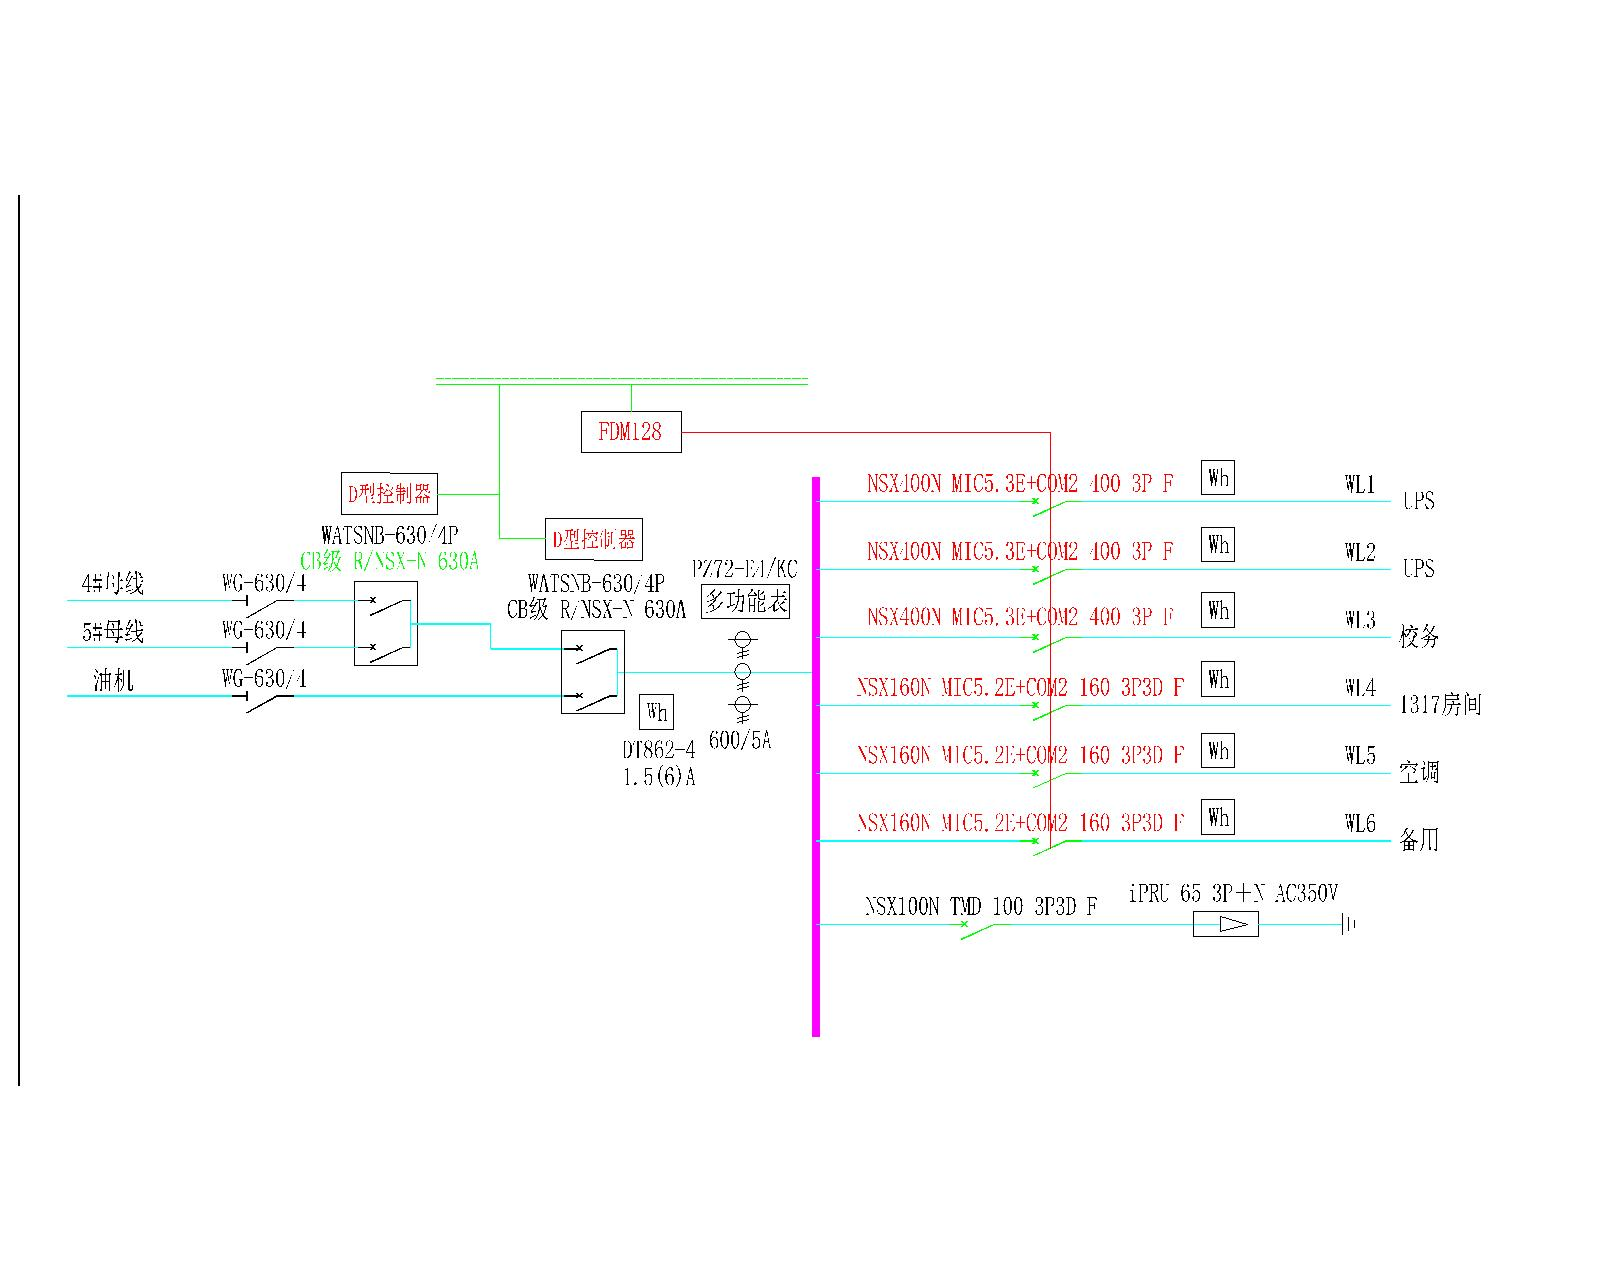 FDM128
D型控制器
WATSNB-630/4P
CB级 R/NSX-N 630A
D型控制器
WATSNB-630/4P
CB级 R/NSX-N 630A
PZ72-E4/KC
多功能表
4#母线 WG-630/4
5#母线 WG-630/4
油机 WG-630/4
Wh
DT862-4
1.5(6)A
600/5A
NSX400N MIC5.3E+COM2 400 3P F Wh WL1 UPS
NSX400N MIC5.3E+COM2 400 3P F Wh WL2 UPS
NSX400N MIC5.3E+COM2 400 3P F Wh WL3 校务
NSX160N MIC5.2E+COM2 160 3P3D F Wh WL4 1317房间
NSX160N MIC5.2E+COM2 160 3P3D F Wh WL5 空调
NSX160N MIC5.2E+COM2 160 3P3D F Wh WL6 备用
NSX100N TMD 100 3P3D F iPRU 65 3P+N AC350V